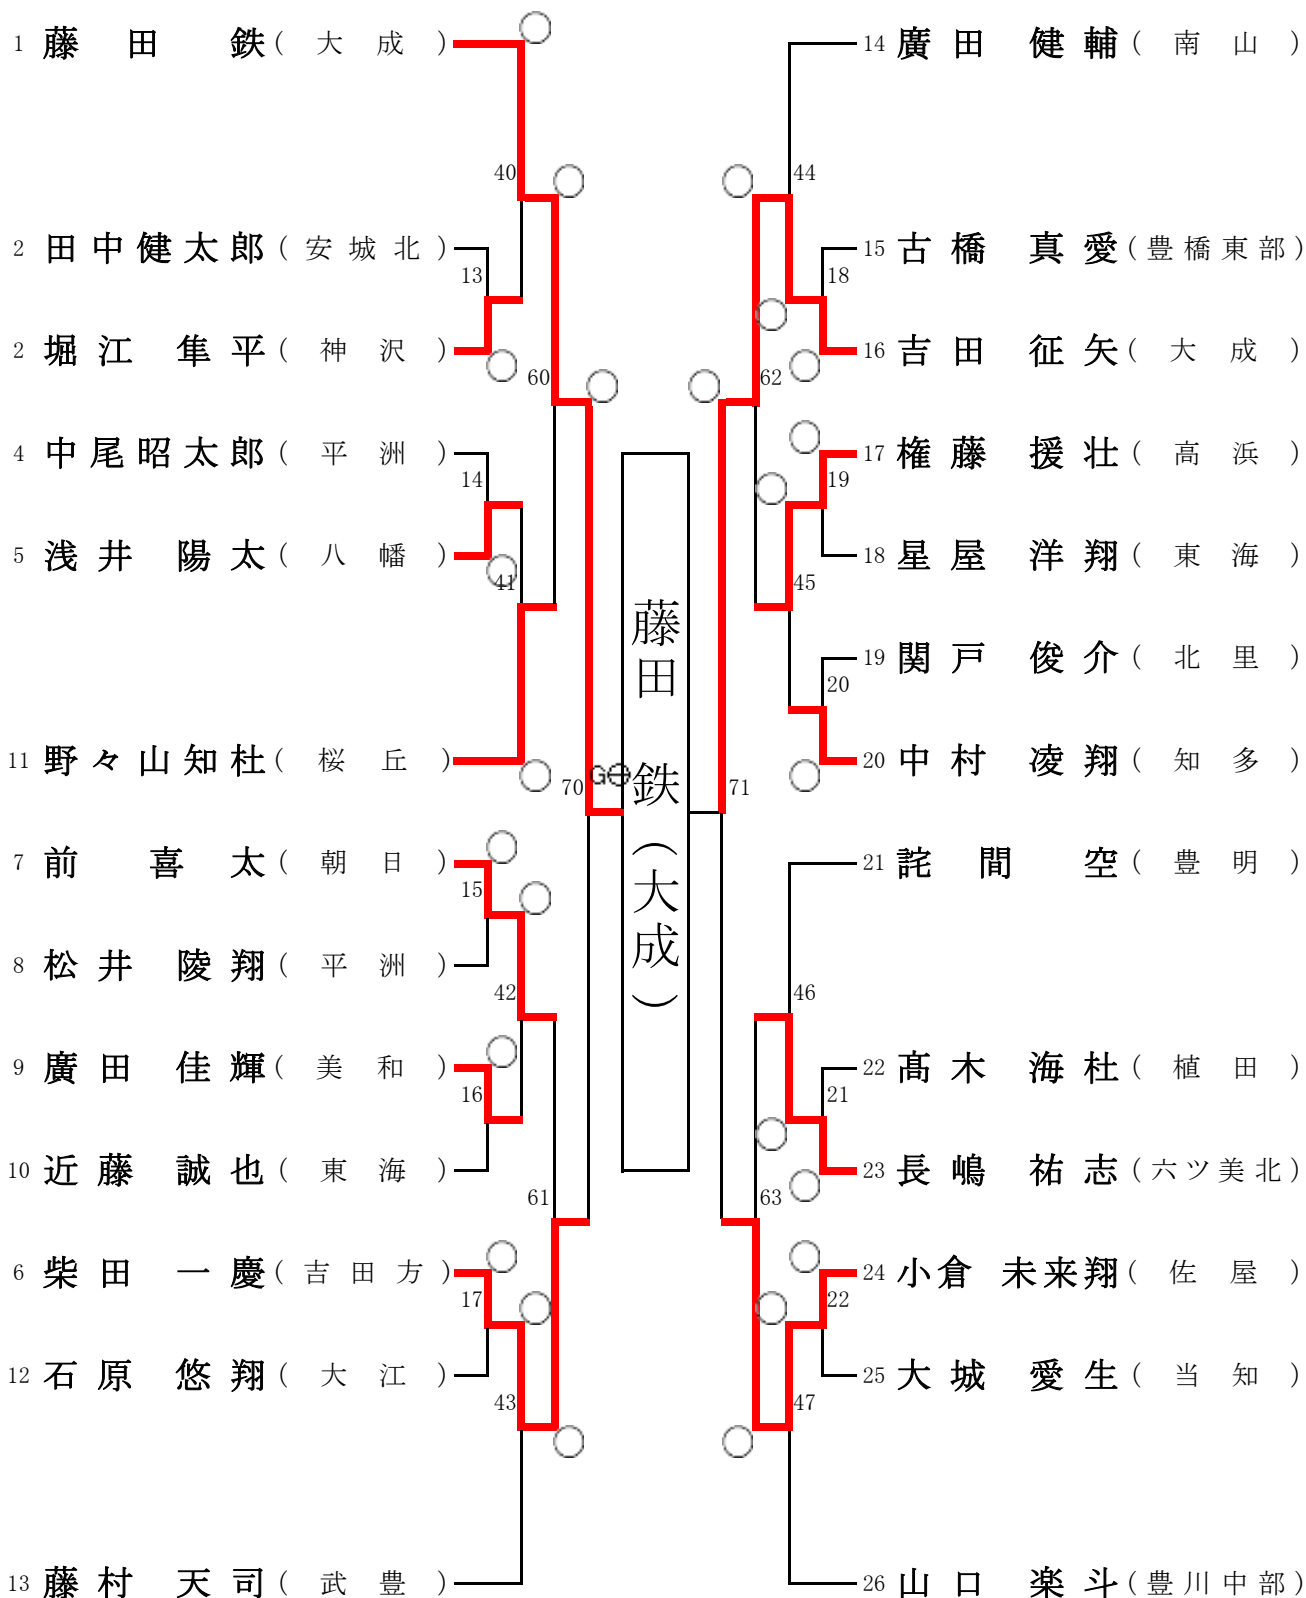 1 藤田鉄(大成)
40
2 田中健太郎(安城北)
13
2 堀江隼平(神沢)
60
4 中尾昭太郎(平洲)
14
5 浅井陽太(八幡)
41
11 野々山知杜(桜丘)
70
7 前喜太(朝日)
15
8 松井陵翔(平洲)
42
9 廣田佳輝(美和)
16
10 近藤誠也(東海)
61
6 柴田一慶(吉田方)
17
12 石原悠翔(大江)
43
13 藤村天司(武豊)
G
藤田 鉄(大成)
14 廣田健輔(南山)
44
15 古橋真愛(豊橋東部)
18
16 吉田征矢(大成)
62
17 権藤援壮(高浜)
19
18 星屋洋翔(東海)
45
19 関戸俊介(北里)
20
20 中村凌翔(知多)
71
21 詫間空(豊明)
46
22 髙木海杜(植田)
21
23 長嶋祐志(六ツ美北)
63
24 小倉未来翔(佐屋)
22
25 大城愛生(当知)
47
26 山口楽斗(豊川中部)